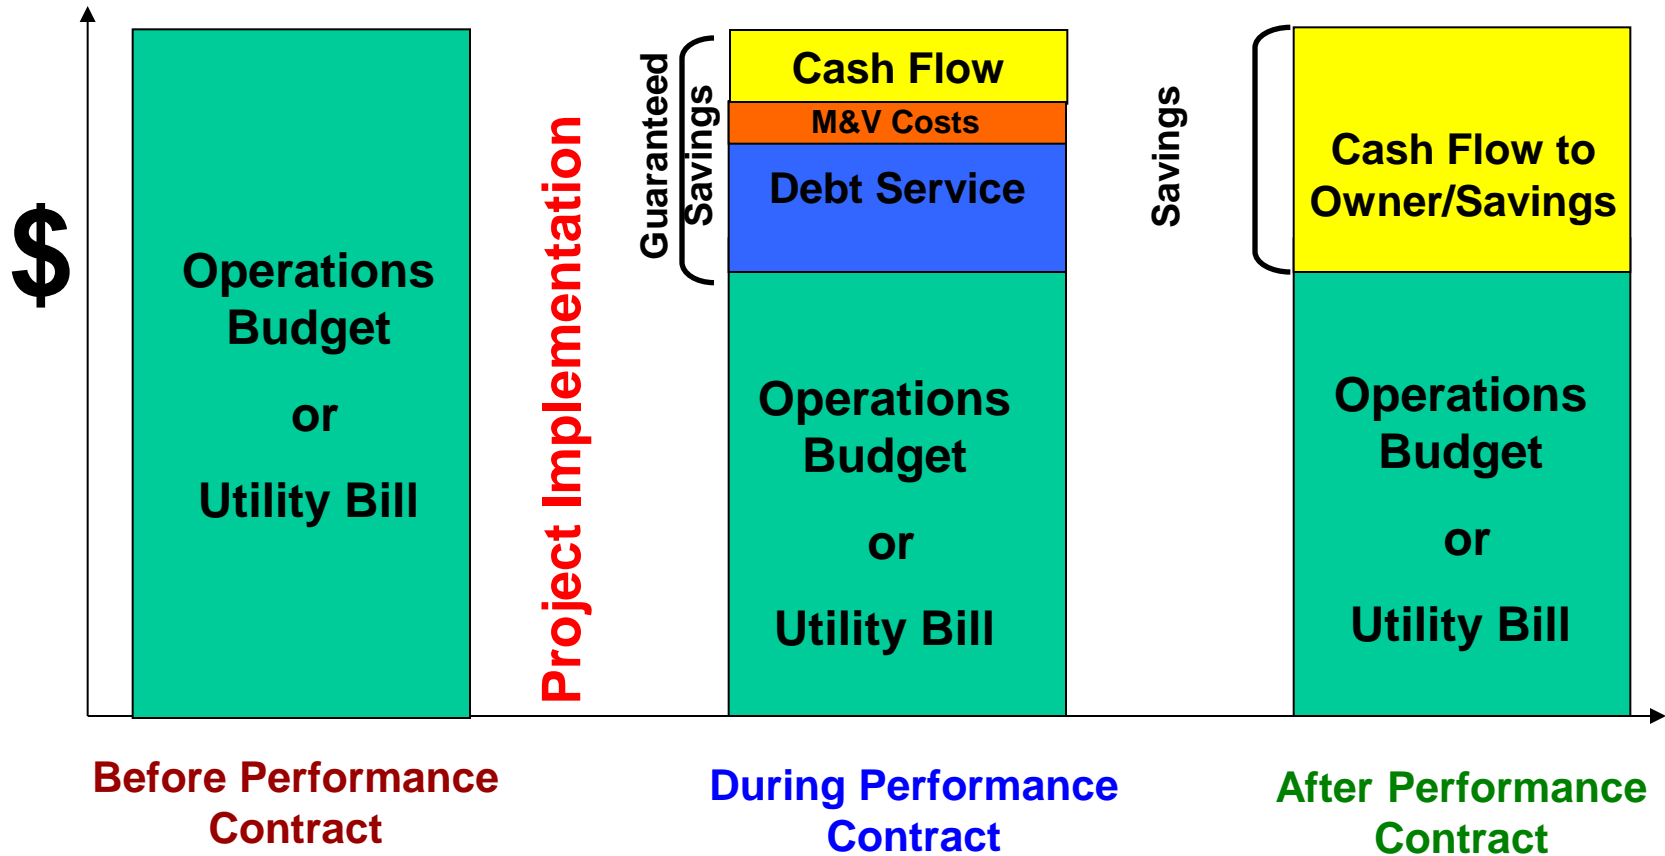 $
Operations
Budget
or
Utility Bill
Project Implementation
Guaranteed
Savings
Cash Flow
M&V Costs
Debt Service
Operations
Budget
or
Utility Bill
Savings
Cash Flow to
Owner/Savings
Operations
Budget
or
Utility Bill
Before Performance
Contract
During Performance
Contract
After Performance
Contract